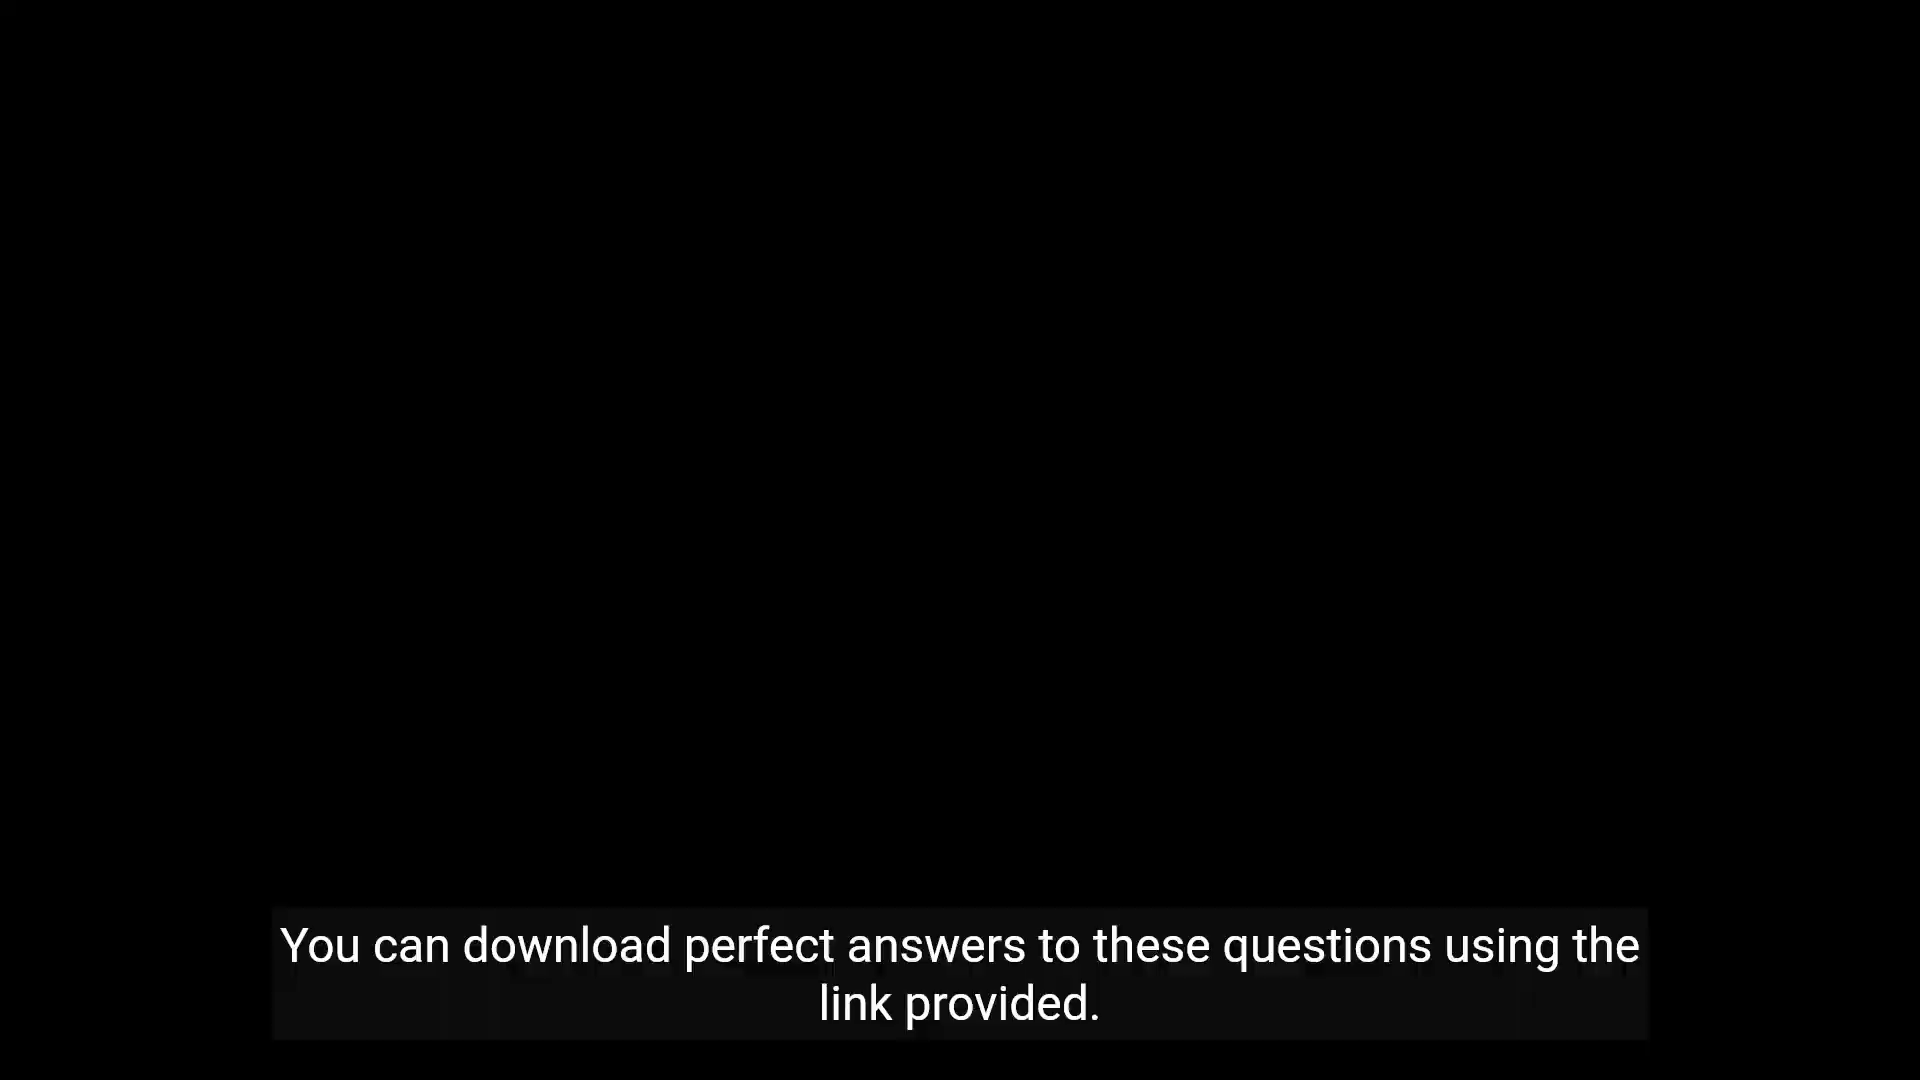 You can download perfect answers to these questions using the
link provided.